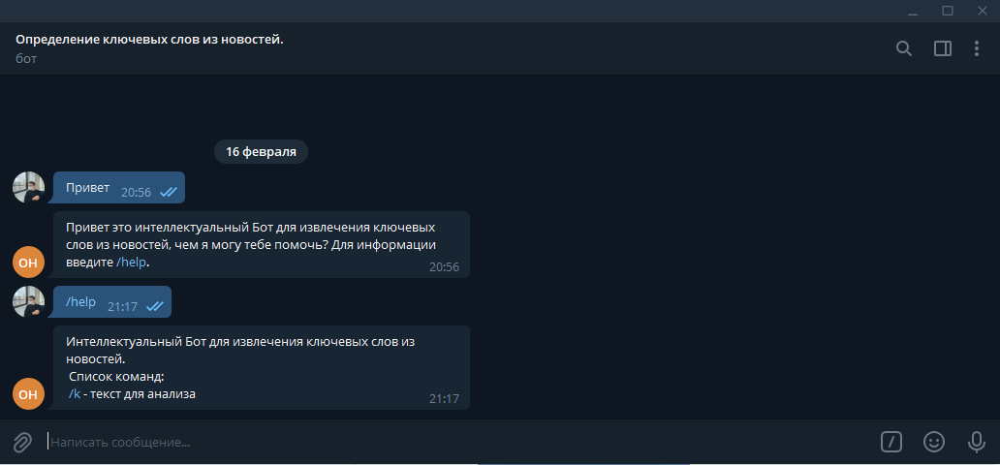 Определение ключевых слов из новостей.
бот
16 февраля
Привет 20:56
Привет это интеллектуальный Бот для извлечения ключевых
слов из новостей, чем я могу тебе помочь? Для информации
введите /help.
20:56
ОН
/help 21:17
Интеллектуальный Бот для извлечения ключевых слов из
новостей.
Список команд:
/k - текст для анализа
21:17
ОН
Написать сообщение...